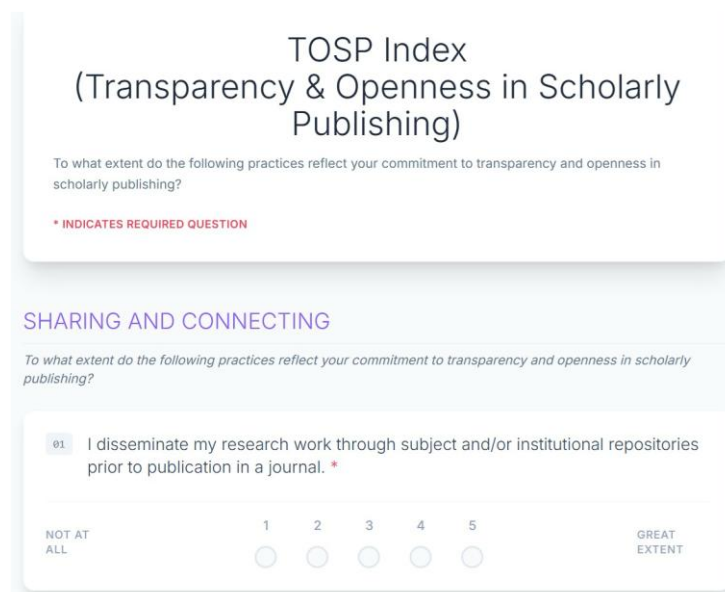 TOSP Index
(Transparency & Openness in Scholarly
Publishing)
To what extent do the following practices reflect your commitment to transparency and openness in
scholarly publishing?
* INDICATES REQUIRED QUESTION
SHARING AND CONNECTING
To what extent do the following practices reflect your commitment to transparency and openness in scholarly
publishing?
01 I disseminate my research work through subject and/or institutional repositories
prior to publication in a journal. *
1 2 3 4 5
NOT AT
ALL
GREAT
EXTENT